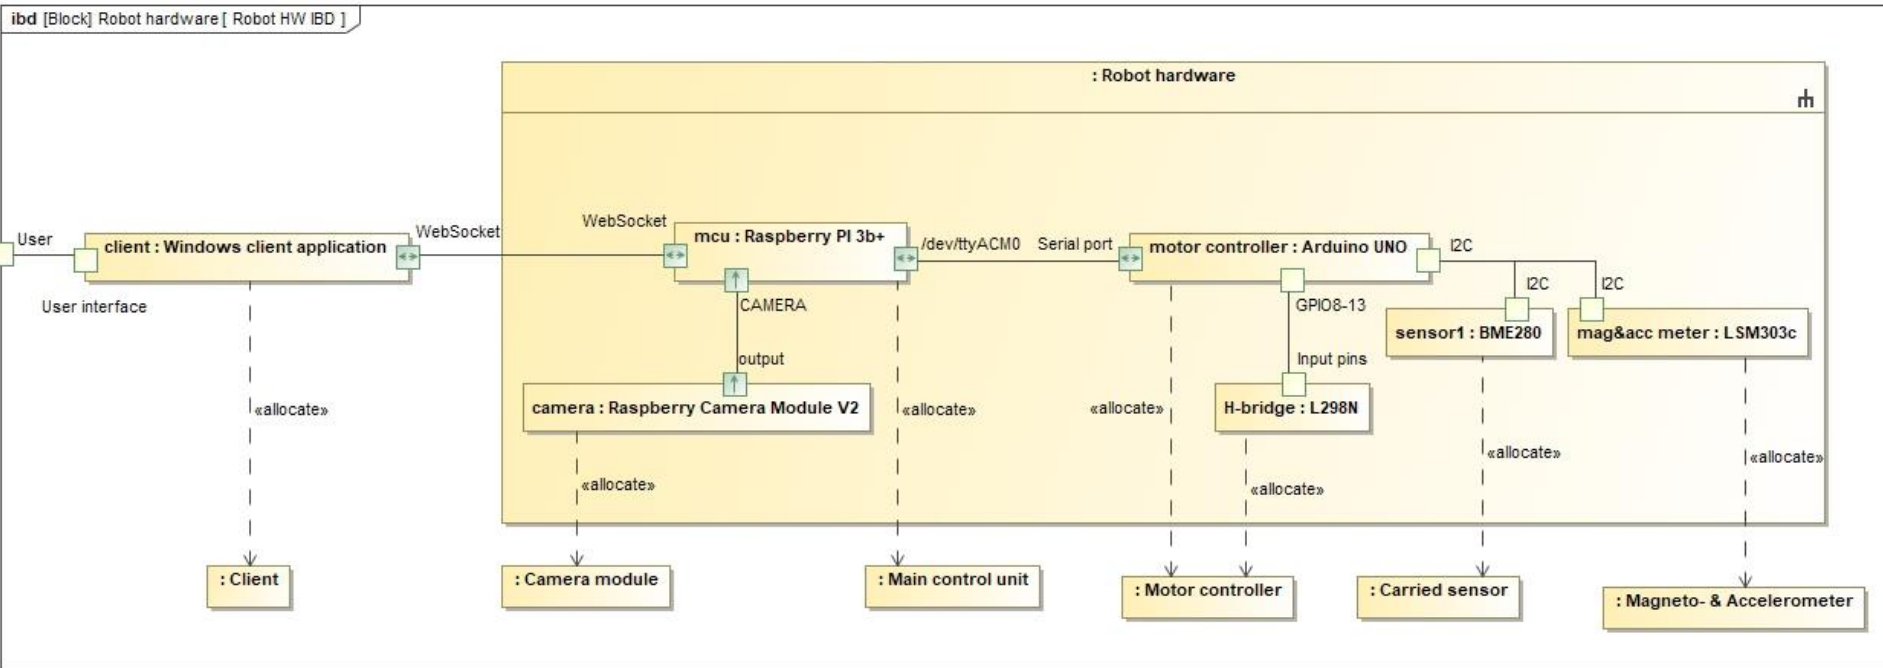 ibd [Block] Robot hardware[ Robot HW IBD ]
: Robot hardware
User
client : Windows client application
WebSocket
User interface
WebSocket
mcu : Raspberry PI 3b+
/dev/ttyACM0
Serial port
motor controller : Arduino UNO
I2C
CAMERA
output
camera : Raspberry Camera Module V2
GPIO8-13
Input pins
H-bridge : L298N
I2C
sensor1 : BME280
I2C
mag&acc meter : LSM303c
«allocate»
«allocate»
«allocate»
«allocate»
«allocate»
«allocate»
«allocate»
: Client
: Camera module
: Main control unit
: Motor controller
: Carried sensor
: Magneto- & Accelerometer